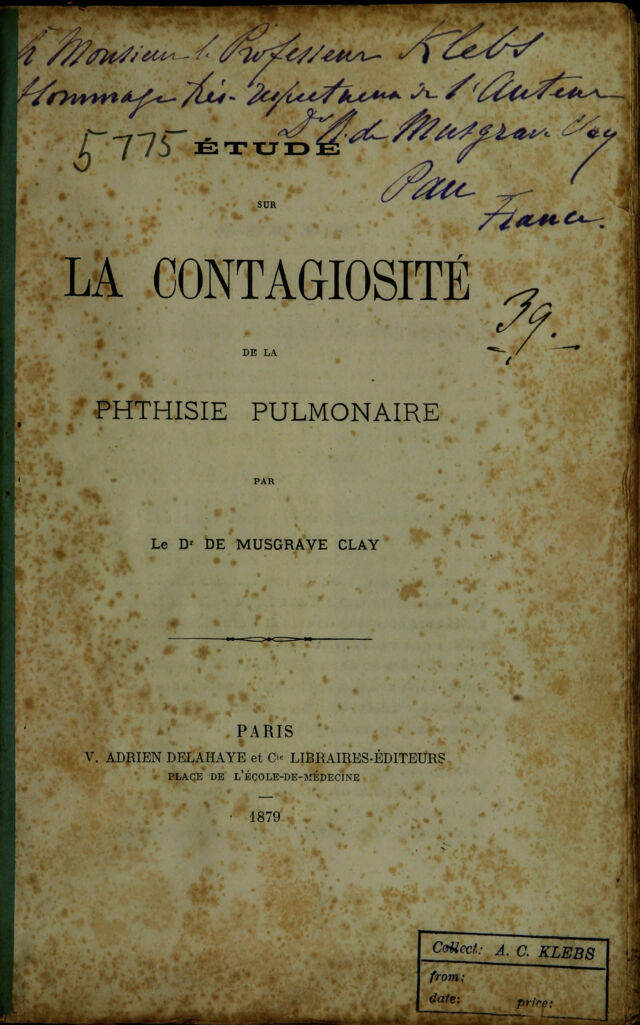 À Monsieur le Professeur Klebs
Hommage très-respectueux de l'Auteur
Dr R. de Musgrave Clay
Pau
France.
5775
ÉTUDE
SUR
LA CONTAGIOSITÉ
39.
DE LA
PHTHISIE PULMONAIRE
PAR
Le Dr DE MUSGRAVE CLAY
PARIS
V. ADRIEN DELAHAYE et Cie LIBRAIRES-ÉDITEURS
PLACE DE L'ÉCOLE-DE-MÉDECINE
1879
Collect: A. C. KLEBS
from:
date: price: